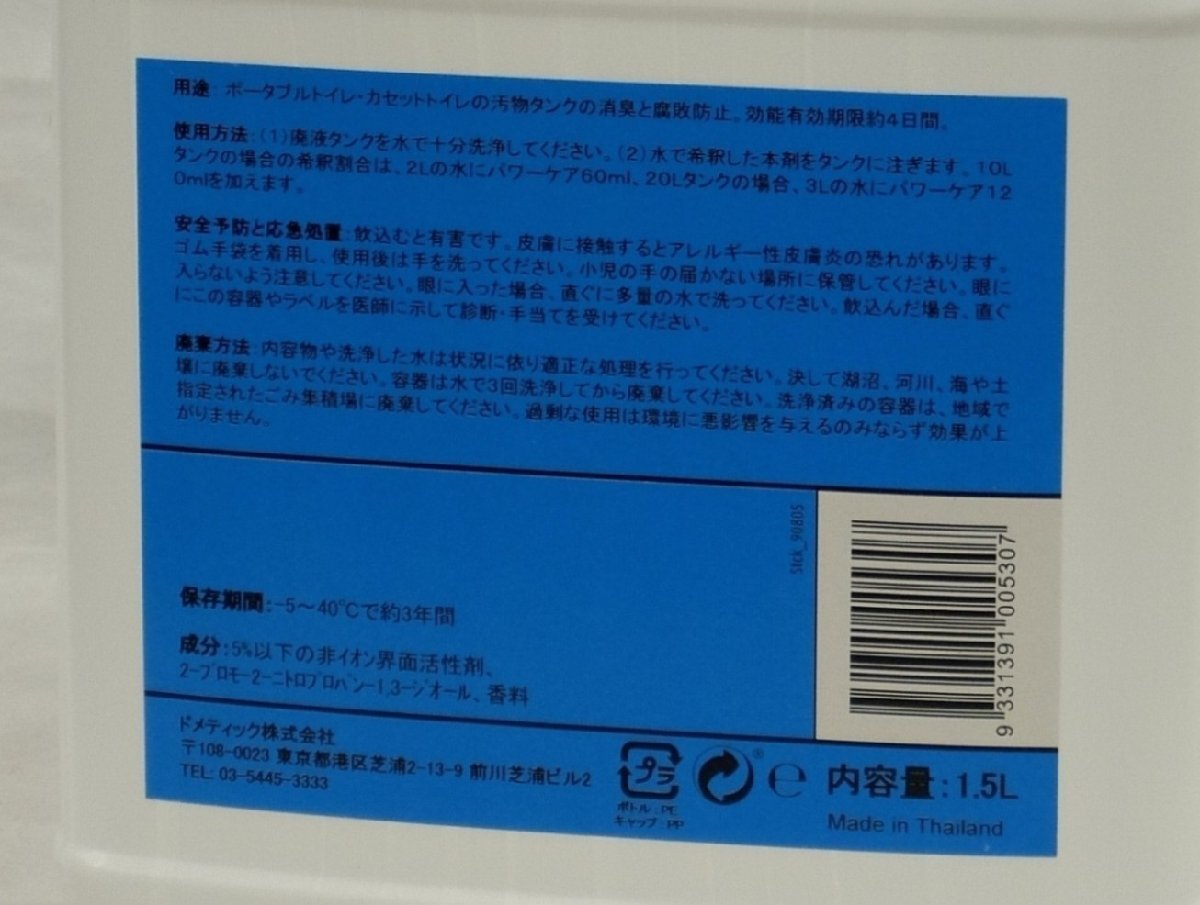 用途: ポータブルトイレ・カセットトイレの汚物タンクの消臭と腐敗防止。効能有効期限約4日間。
使用方法:(1)廃液タンクを水で十分洗浄してください。(2)水で希釈した本剤をタンクに注ぎます。10L
タンクの場合の希釈割合は、2Lの水にパワーケア60ml、20Lタンクの場合、3Lの水にパワーケア12
0mlを加えます。
安全予防と応急処置:飲込むと有害です。皮膚に接触するとアレルギー性皮膚炎の恐れがあります。
ゴム手袋を着用し、使用後は手を洗ってください。小児の手の届かない場所に保管してください。眼に
入らないよう注意してください。眼に入った場合、直ぐに多量の水で洗ってください。飲込んだ場合、直ぐ
にこの容器やラベルを医師に示して診断・手当てを受けてください。
廃棄方法:内容物や洗浄した水は状況に依り適正な処理を行ってください。決して湖沼、河川、海や土
壌に廃棄しないでください。容器は水で3回洗浄してから廃棄してください。洗浄済みの容器は、地域で
指定されたごみ集積場に廃棄してください。過剰な使用は環境に悪影響を与えるのみならず効果が上
がりません。
Stck_90805
9 331391 005307
保存期間:-5～40℃で約3年間
成分:5%以下の非イオン界面活性剤、
2-ブロモ-2-ニトロプロパン-1,3-ジオール、香料
ドメティック株式会社
〒108-0023 東京都港区芝浦2-13-9 前川芝浦ビル2
TEL: 03-5445-3333
プラ
ボトル:PE
キャップ:PP
®
℮
内容量:1.5L
Made in Thailand